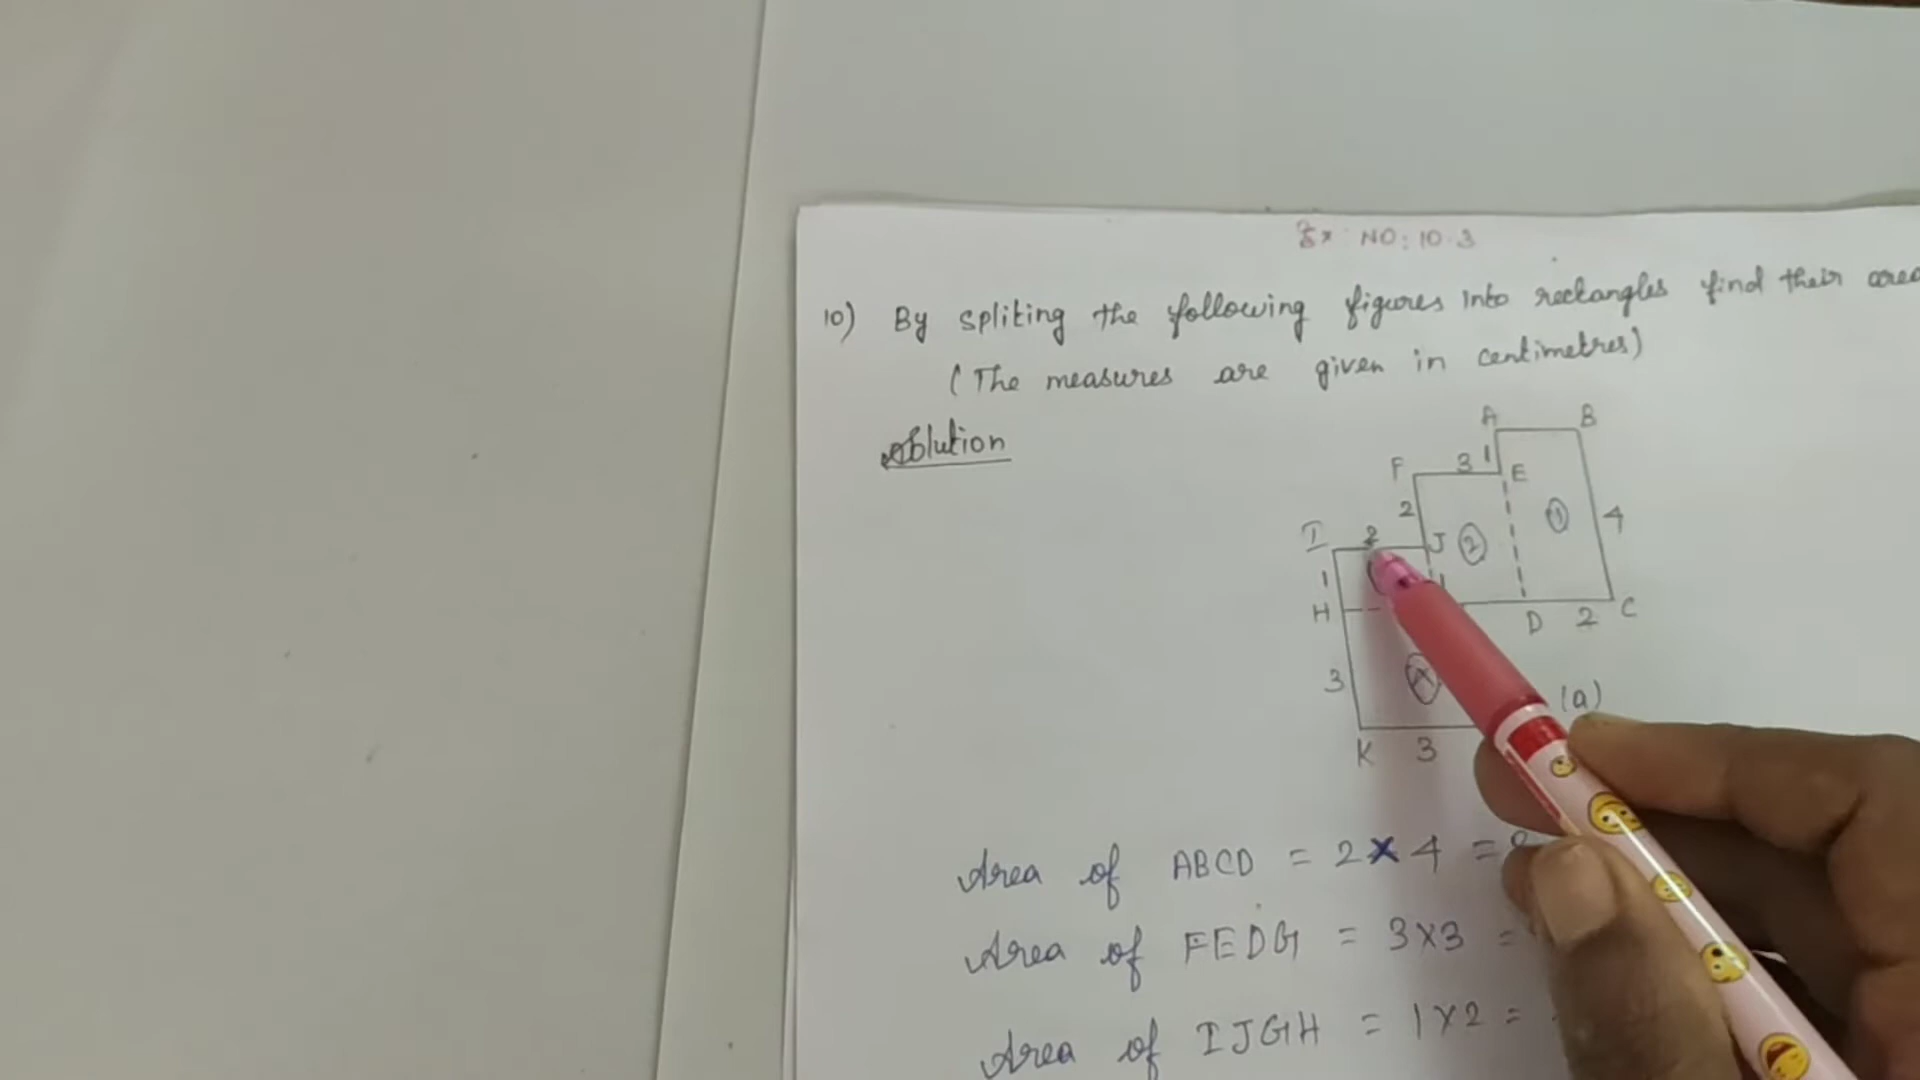 Ex NO: 10.3
10) By spliting the following figures into rectangles find their area
(The measures are given in centimetres)
Solution
A B
F 3 1 E
2 1 4
I 2 J 2
1 1
H D 2 C
3 (a)
K 3
Area of ABCD = 2 × 4 =
Area of FEDG = 3×3 =
Area of IJGH = 1×2 =